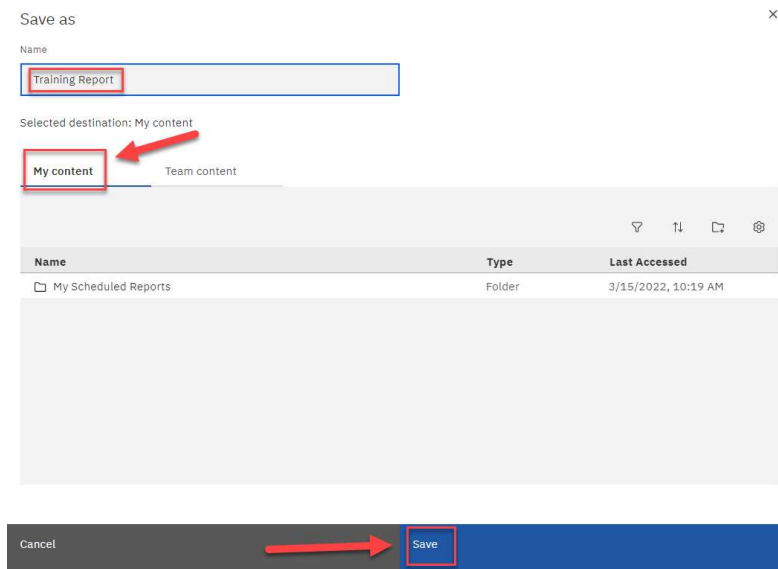 Save as
Name
Training Report
Selected destination: My content
My content Team content
Name Type Last Accessed
My Scheduled Reports Folder 3/15/2022, 10:19 AM
Cancel Save